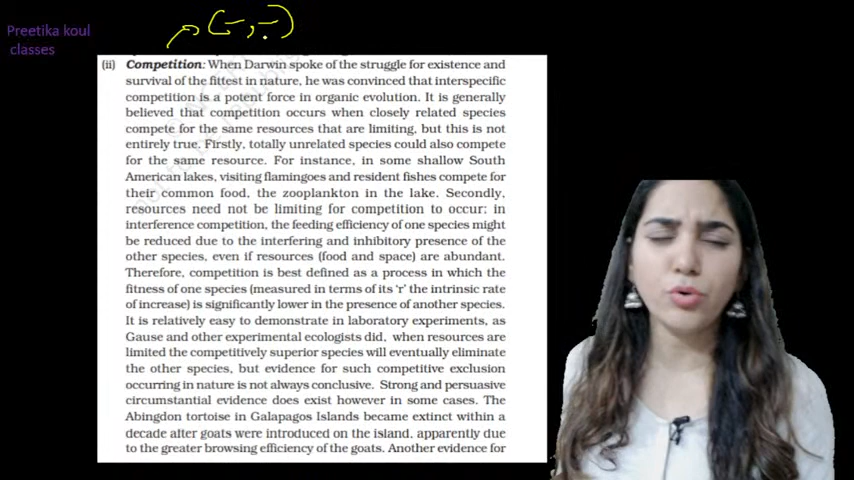 Preetika koul
classes
(-, -)
(ii) Competition: When Darwin spoke of the struggle for existence and
survival of the fittest in nature, he was convinced that interspecific
competition is a potent force in organic evolution. It is generally
believed that competition occurs when closely related species
compete for the same resources that are limiting, but this is not
entirely true. Firstly, totally unrelated species could also compete
for the same resource. For instance, in some shallow South
American lakes, visiting flamingoes and resident fishes compete for
their common food, the zooplankton in the lake. Secondly,
resources need not be limiting for competition to occur; in
interference competition, the feeding efficiency of one species might
be reduced due to the interfering and inhibitory presence of the
other species, even if resources (food and space) are abundant.
Therefore, competition is best defined as a process in which the
fitness of one species (measured in terms of its 'r' the intrinsic rate
of increase) is significantly lower in the presence of another species.
It is relatively easy to demonstrate in laboratory experiments, as
Gause and other experimental ecologists did, when resources are
limited the competitively superior species will eventually eliminate
the other species, but evidence for such competitive exclusion
occurring in nature is not always conclusive. Strong and persuasive
circumstantial evidence does exist however in some cases. The
Abingdon tortoise in Galapagos Islands became extinct within a
decade after goats were introduced on the island, apparently due
to the greater browsing efficiency of the goats. Another evidence for